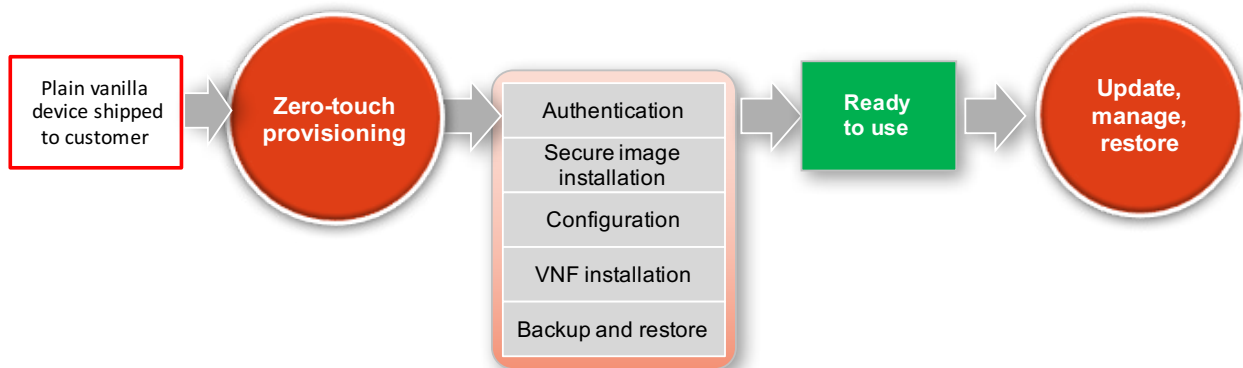 Plain vanilla
device shipped
to customer
Zero-touch
provisioning
Authentication
Secure image
installation
Configuration
VNF installation
Backup and restore
Ready
to use
Update,
manage,
restore